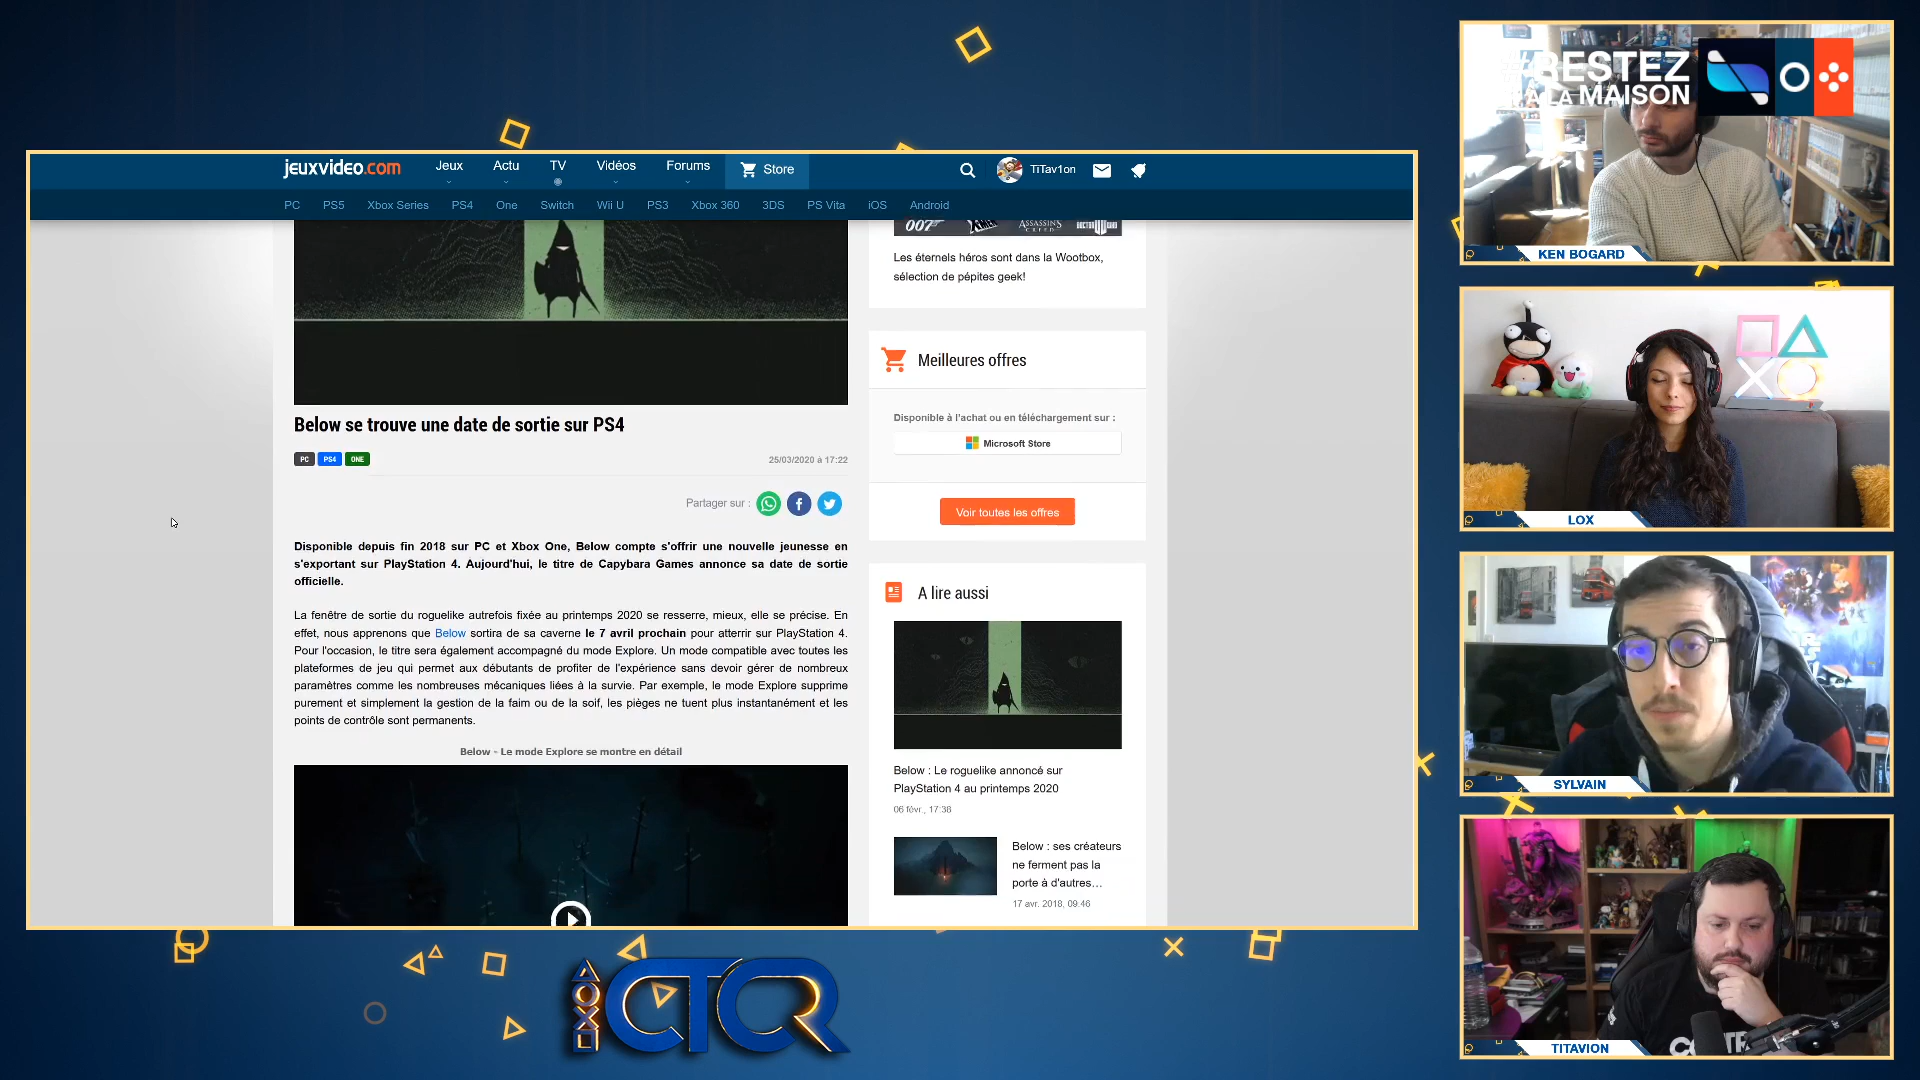 jeuxvideo.com
Jeux
Actu
TV
Vidéos
Forums
Store
TiTav1on
PC
PS5
Xbox Series
PS4
One
Switch
Wii U
PS3
Xbox 360
3DS
PS Vita
iOS
Android
007
ASSASSINS
CREED
DOCTOR WHO
Les éternels héros sont dans la Wootbox,
sélection de pépites geek!
Meilleures offres
Disponible à l'achat ou en téléchargement sur :
Microsoft Store
Voir toutes les offres
Below se trouve une date de sortie sur PS4
PC
PS4
ONE
25/03/2020 à 17:22
Partager sur :
Disponible depuis fin 2018 sur PC et Xbox One, Below compte s'offrir une nouvelle jeunesse en
s'exportant sur PlayStation 4. Aujourd'hui, le titre de Capybara Games annonce sa date de sortie
officielle.
La fenêtre de sortie du roguelike autrefois fixée au printemps 2020 se resserre, mieux, elle se précise. En
effet, nous apprenons que Below sortira de sa caverne le 7 avril prochain pour atterrir sur PlayStation 4.
Pour l'occasion, le titre sera également accompagné du mode Explore. Un mode compatible avec toutes les
plateformes de jeu qui permet aux débutants de profiter de l'expérience sans devoir gérer de nombreux
paramètres comme les nombreuses mécaniques liées à la survie. Par exemple, le mode Explore supprime
purement et simplement la gestion de la faim ou de la soif, les pièges ne tuent plus instantanément et les
points de contrôle sont permanents.
Below - Le mode Explore se montre en détail
A lire aussi
Below : Le roguelike annoncé sur
PlayStation 4 au printemps 2020
06 févr., 17:38
Below : ses créateurs
ne ferment pas la
porte à d'autres…
17 avr. 2018, 09:46
CTCR
#RESTEZ
A LA MAISON
KEN BOGARD
LOX
SYLVAIN
TITAVION